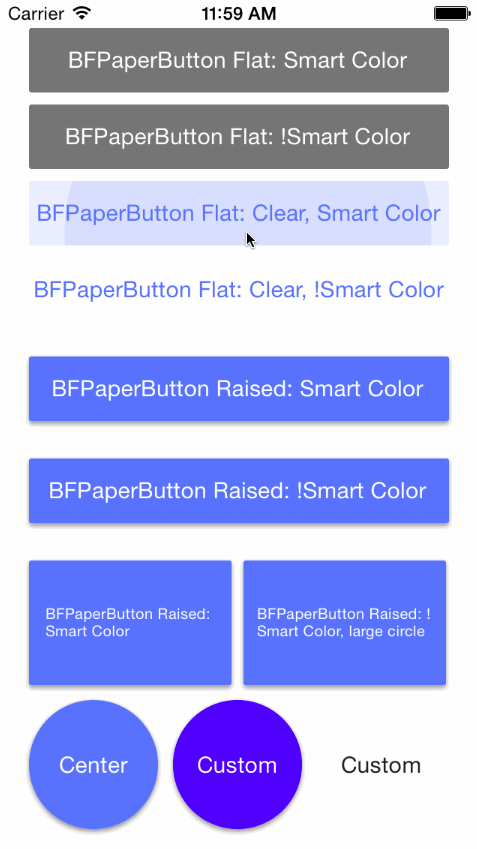 Carrier 11:59 AM
BFPaperButton Flat: Smart Color
BFPaperButton Flat: !Smart Color
BFPaperButton Flat: Clear, Smart Color
BFPaperButton Flat: Clear, !Smart Color
BFPaperButton Raised: Smart Color
BFPaperButton Raised: !Smart Color
BFPaperButton Raised:
Smart Color
BFPaperButton Raised: !
Smart Color, large circle
Center
Custom
Custom